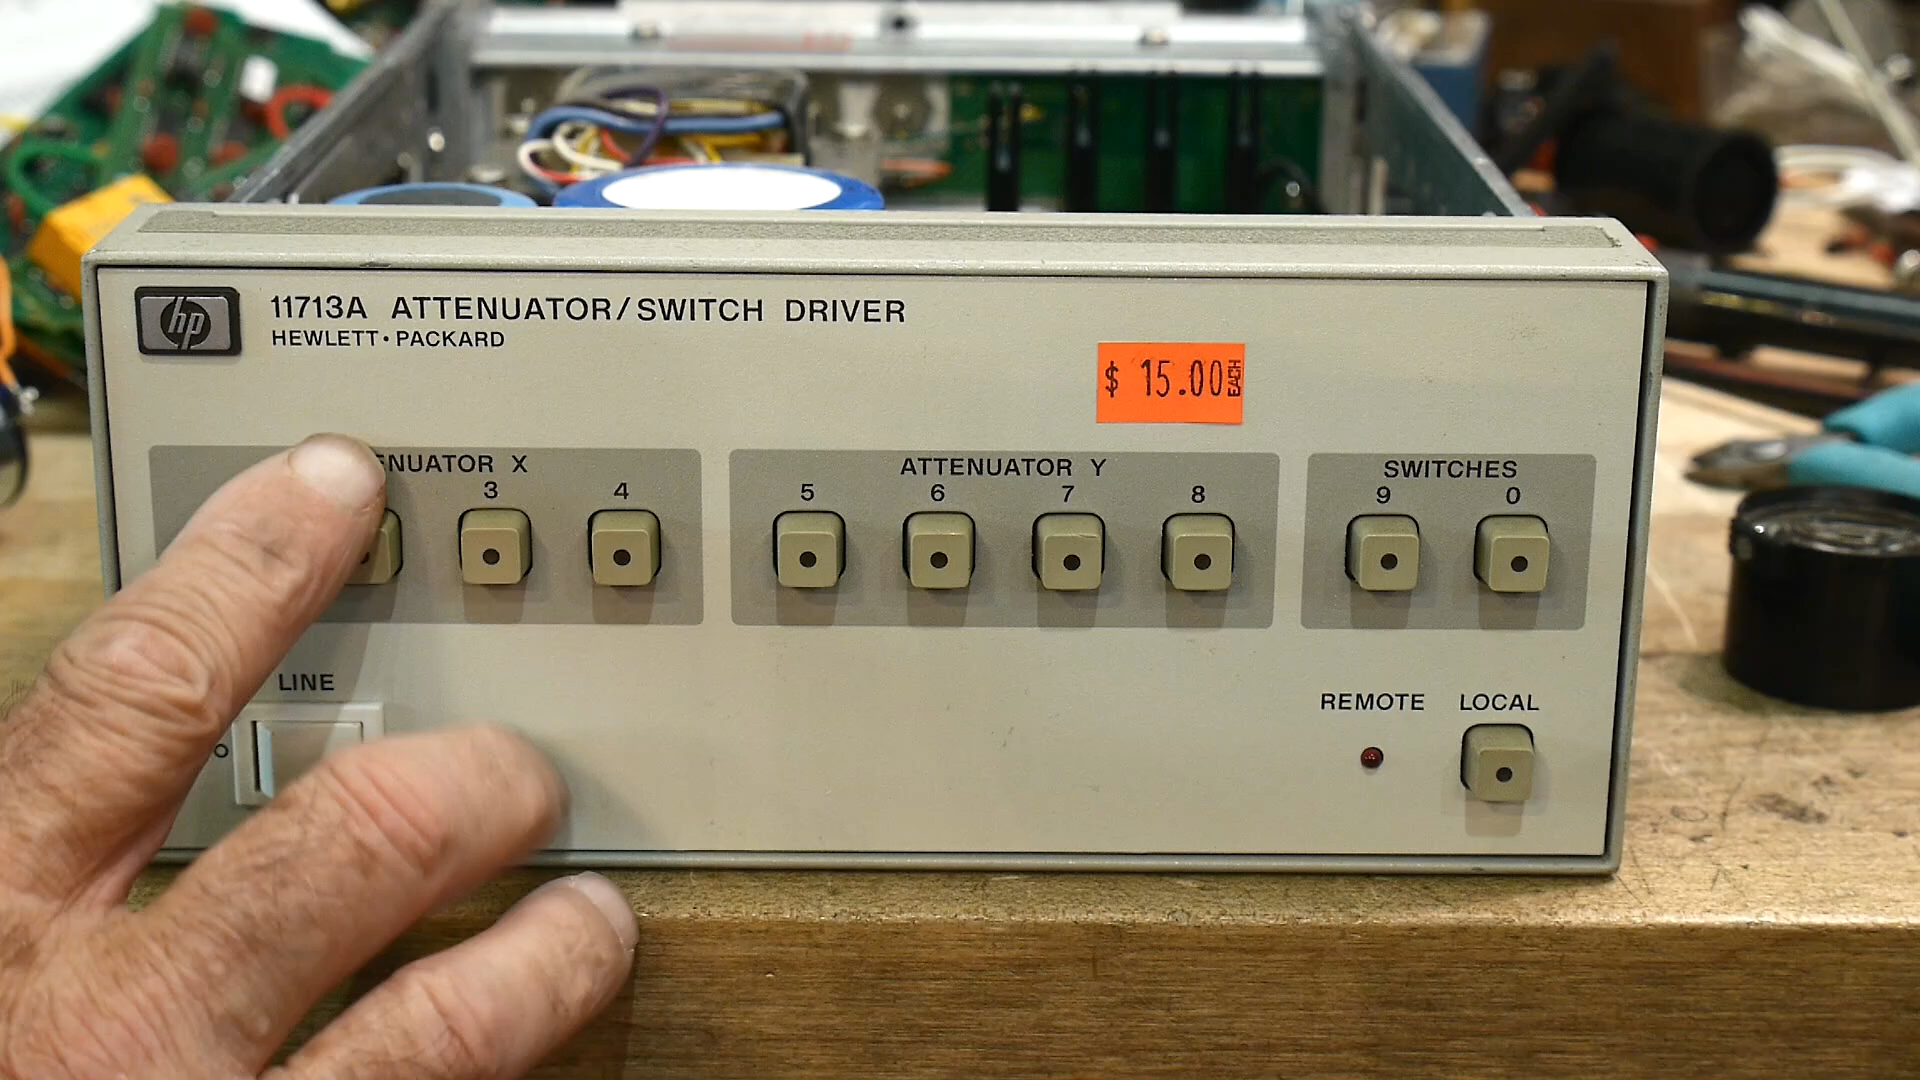 hp
11713A ATTENUATOR/SWITCH DRIVER
HEWLETT•PACKARD
$ 15.00 EACH
ENUATOR X
3 4
ATTENUATOR Y
5 6 7 8
SWITCHES
9 0
LINE
O
REMOTE LOCAL